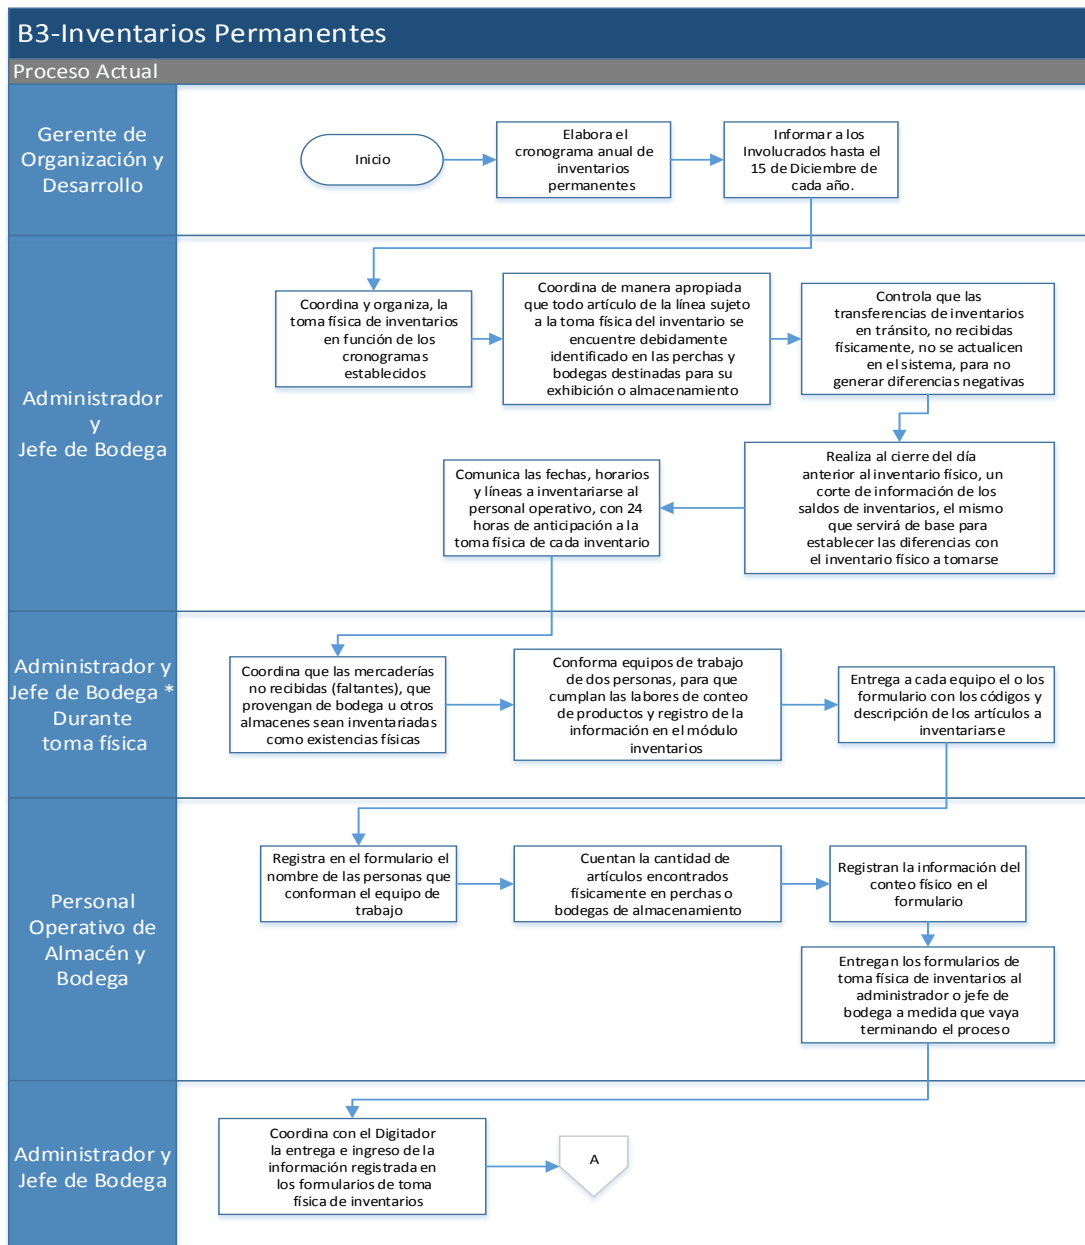 B3-Inventarios Permanentes
Proceso Actual
Gerente de
Organización y
Desarrollo
Inicio
Elabora el
cronograma anual de
inventarios
permanentes
Informar a los
Involucrados hasta el
15 de Diciembre de
cada año.
Administrador
y
Jefe de Bodega
Coordina y organiza, la
toma física de inventarios
en función de los
cronogramas
establecidos
Coordina de manera apropiada
que todo artículo de la línea sujeto
a la toma física del inventario se
encuentre debidamente
identificado en las perchas y
bodegas destinadas para su
exhibición o almacenamiento
Controla que las
transferencias de inventarios
en tránsito, no recibidas
físicamente, no se actualicen
en el sistema, para no
generar diferencias negativas
Realiza al cierre del día
anterior al inventario físico, un
corte de información de los
saldos de inventarios, el mismo
que servirá de base para
establecer las diferencias con
el inventario físico a tomarse
Comunica las fechas, horarios
y líneas a inventariarse al
personal operativo, con 24
horas de anticipación a la
toma física de cada inventario
Administrador y
Jefe de Bodega *
Durante
toma física
Coordina que las mercaderías
no recibidas (faltantes), que
provengan de bodega u otros
almacenes sean inventariadas
como existencias físicas
Conforma equipos de trabajo
de dos personas, para que
cumplan las labores de conteo
de productos y registro de la
información en el módulo
inventarios
Entrega a cada equipo el o los
formulario con los códigos y
descripción de los artículos a
inventariarse
Personal
Operativo de
Almacén y
Bodega
Registra en el formulario el
nombre de las personas que
conforman el equipo de
trabajo
Cuentan la cantidad de
artículos encontrados
físicamente en perchas o
bodegas de almacenamiento
Registran la información del
conteo físico en el
formulario
Entregan los formularios de
toma física de inventarios al
administrador o jefe de
bodega a medida que vaya
terminando el proceso
Administrador y
Jefe de Bodega
Coordina con el Digitador
la entrega e ingreso de la
información registrada en
los formularios de toma
física de inventarios
A